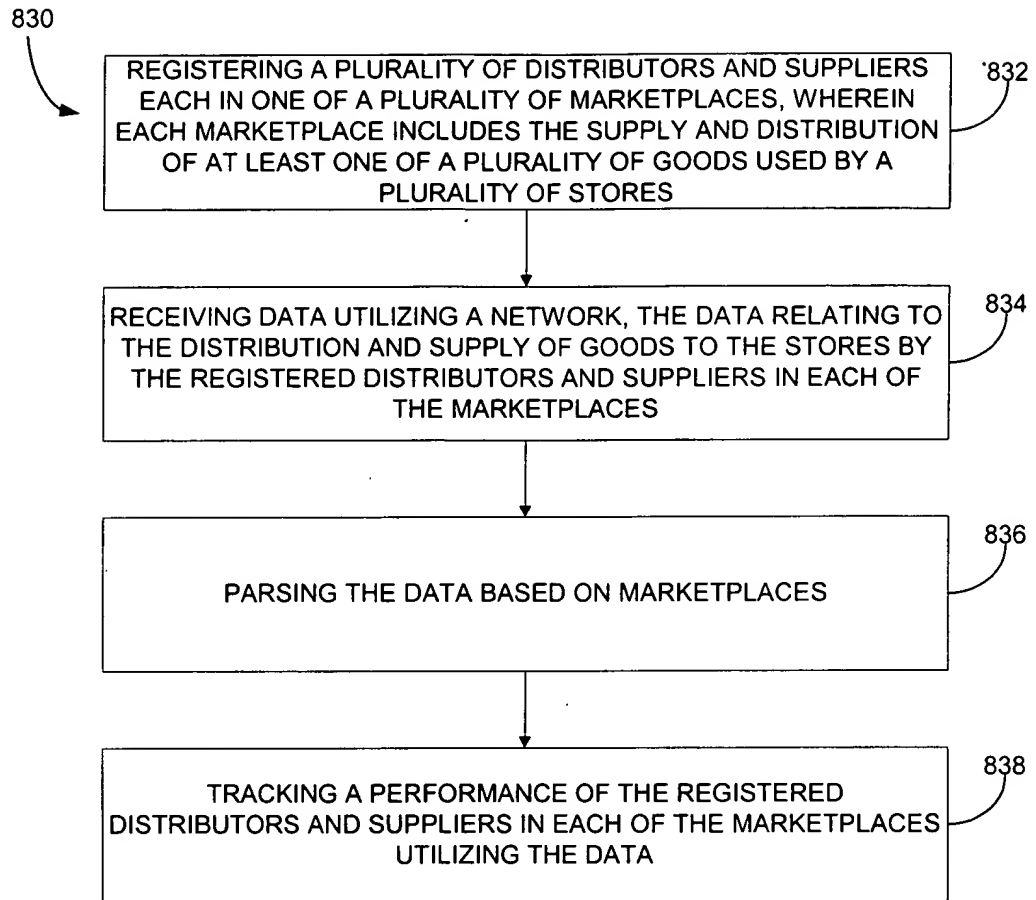 830
REGISTERING A PLURALITY OF DISTRIBUTORS AND SUPPLIERS
EACH IN ONE OF A PLURALITY OF MARKETPLACES, WHEREIN
EACH MARKETPLACE INCLUDES THE SUPPLY AND DISTRIBUTION
OF AT LEAST ONE OF A PLURALITY OF GOODS USED BY A
PLURALITY OF STORES
832
RECEIVING DATA UTILIZING A NETWORK, THE DATA RELATING TO
THE DISTRIBUTION AND SUPPLY OF GOODS TO THE STORES BY
THE REGISTERED DISTRIBUTORS AND SUPPLIERS IN EACH OF
THE MARKETPLACES
834
PARSING THE DATA BASED ON MARKETPLACES
836
TRACKING A PERFORMANCE OF THE REGISTERED
DISTRIBUTORS AND SUPPLIERS IN EACH OF THE MARKETPLACES
UTILIZING THE DATA
838